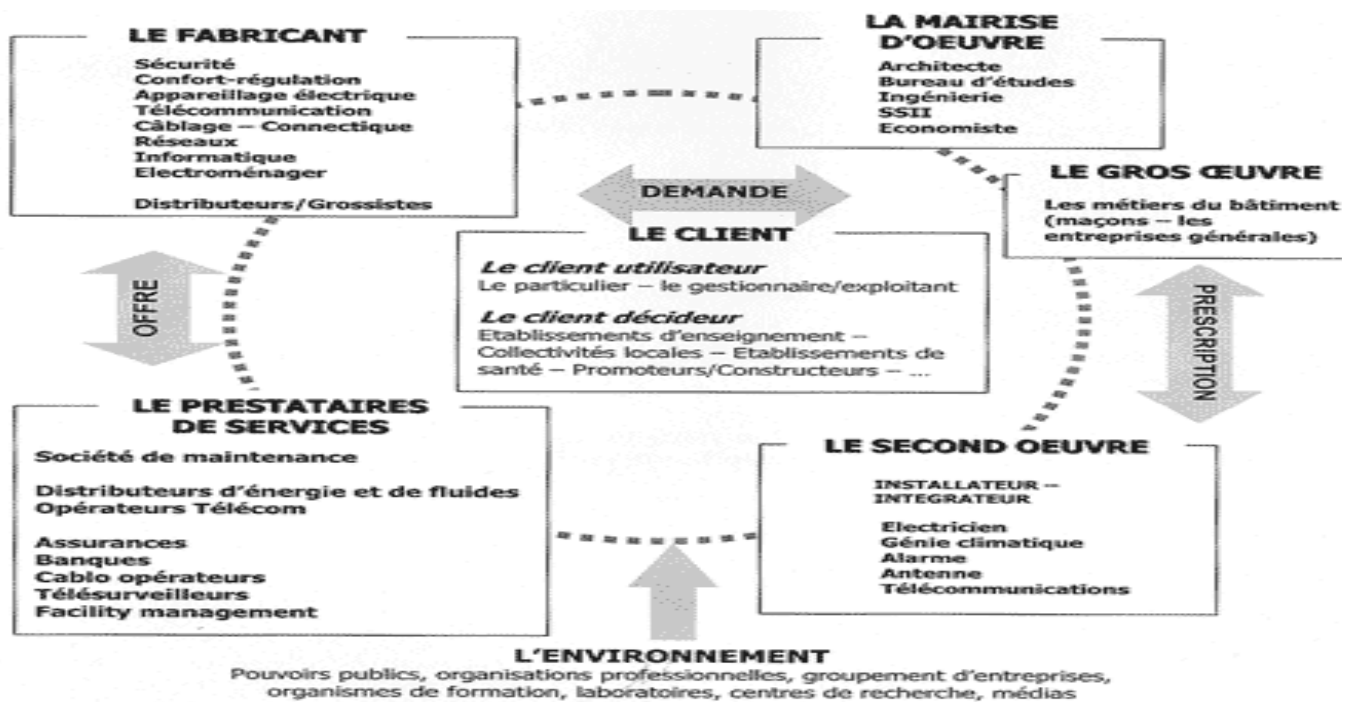 LE FABRICANT
Sécurité
Confort-régulation
Appareillage électrique
Télécommunication
Câblage – Connectique
Réseaux
Informatique
Electroménager
Distributeurs/Grossistes
LA MAIRISE
D'OEUVRE
Architecte
Bureau d'études
Ingénierie
SSII
Economiste
LE GROS ŒUVRE
Les métiers du bâtiment
(maçons – les
entreprises générales)
DEMANDE
LE CLIENT
Le client utilisateur
Le particulier – le gestionnaire/exploitant
Le client décideur
Etablissements d'enseignement –
Collectivités locales – Etablissements de
santé – Promoteurs/Constructeurs – ...
OFFRE
PRESCRIPTION
LE PRESTATAIRES
DE SERVICES
Société de maintenance
Distributeurs d'énergie et de fluides
Opérateurs Télécom
Assurances
Banques
Cablo opérateurs
Télésurveilleurs
Facility management
LE SECOND OEUVRE
INSTALLATEUR –
INTEGRATEUR
Electricien
Génie climatique
Alarme
Antenne
Télécommunications
L'ENVIRONNEMENT
Pouvoirs publics, organisations professionnelles, groupement d'entreprises,
organismes de formation, laboratoires, centres de recherche, médias